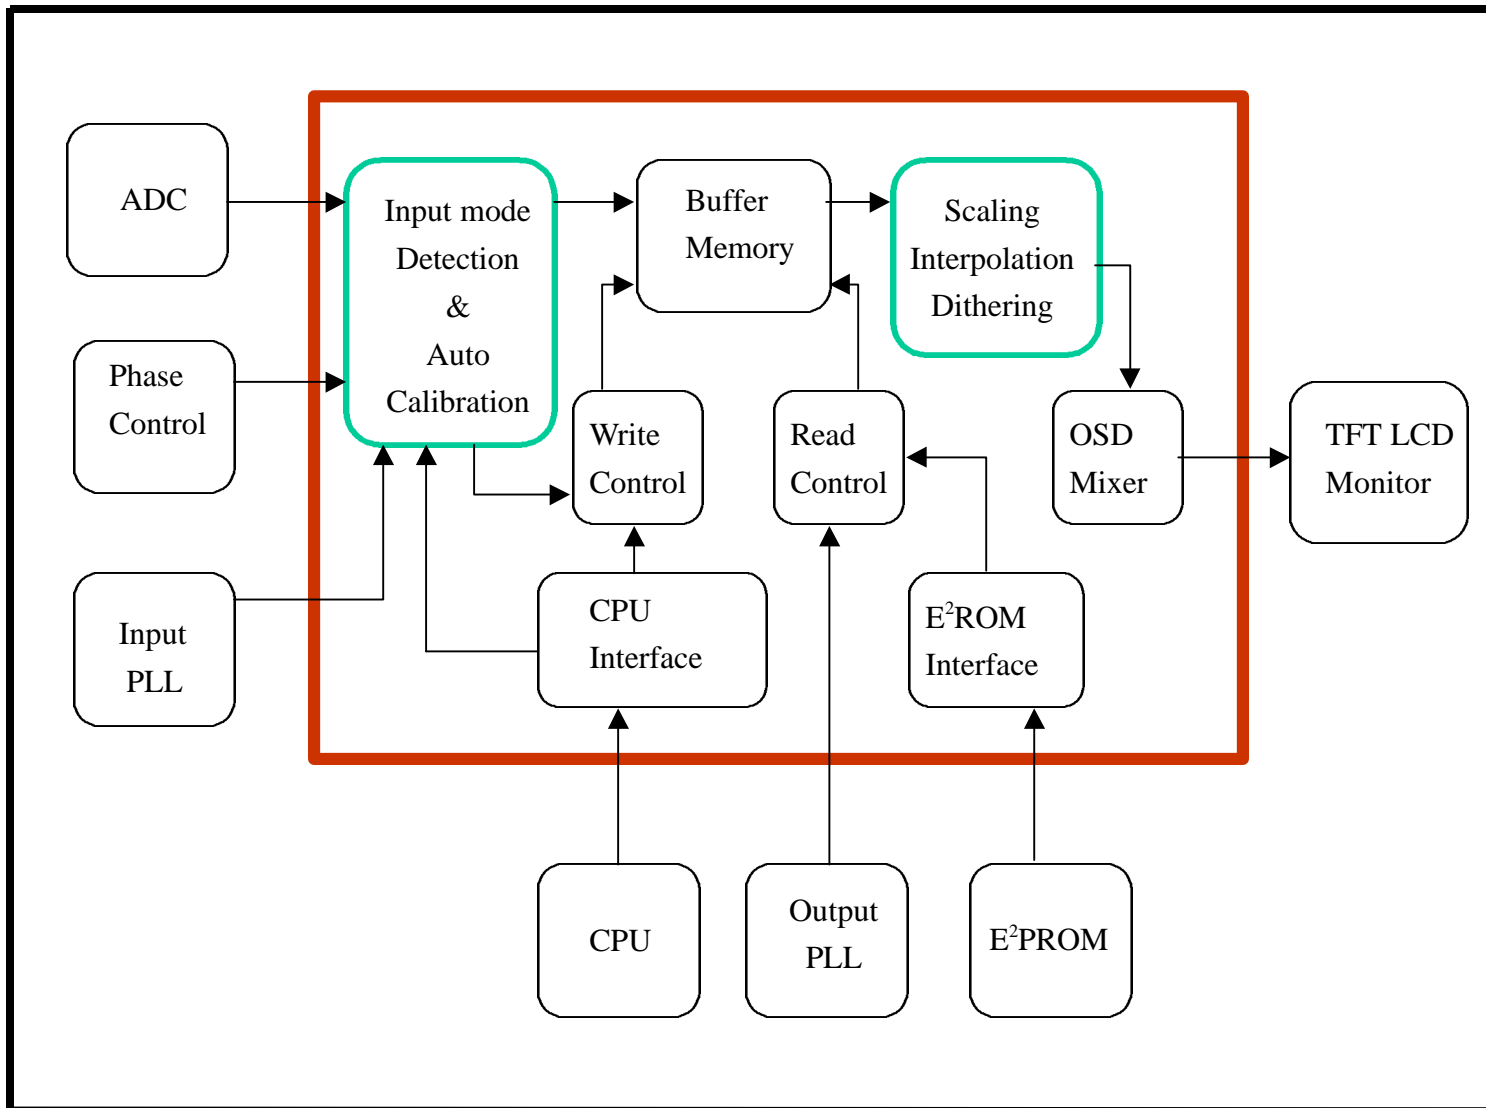 ADC
Input mode
Detection
&
Auto
Calibration
Buffer
Memory
Scaling
Interpolation
Dithering
Phase
Control
Write
Control
Read
Control
OSD
Mixer
TFT LCD
Monitor
Input
PLL
CPU
Interface
E²ROM
Interface
CPU
Output
PLL
E²PROM